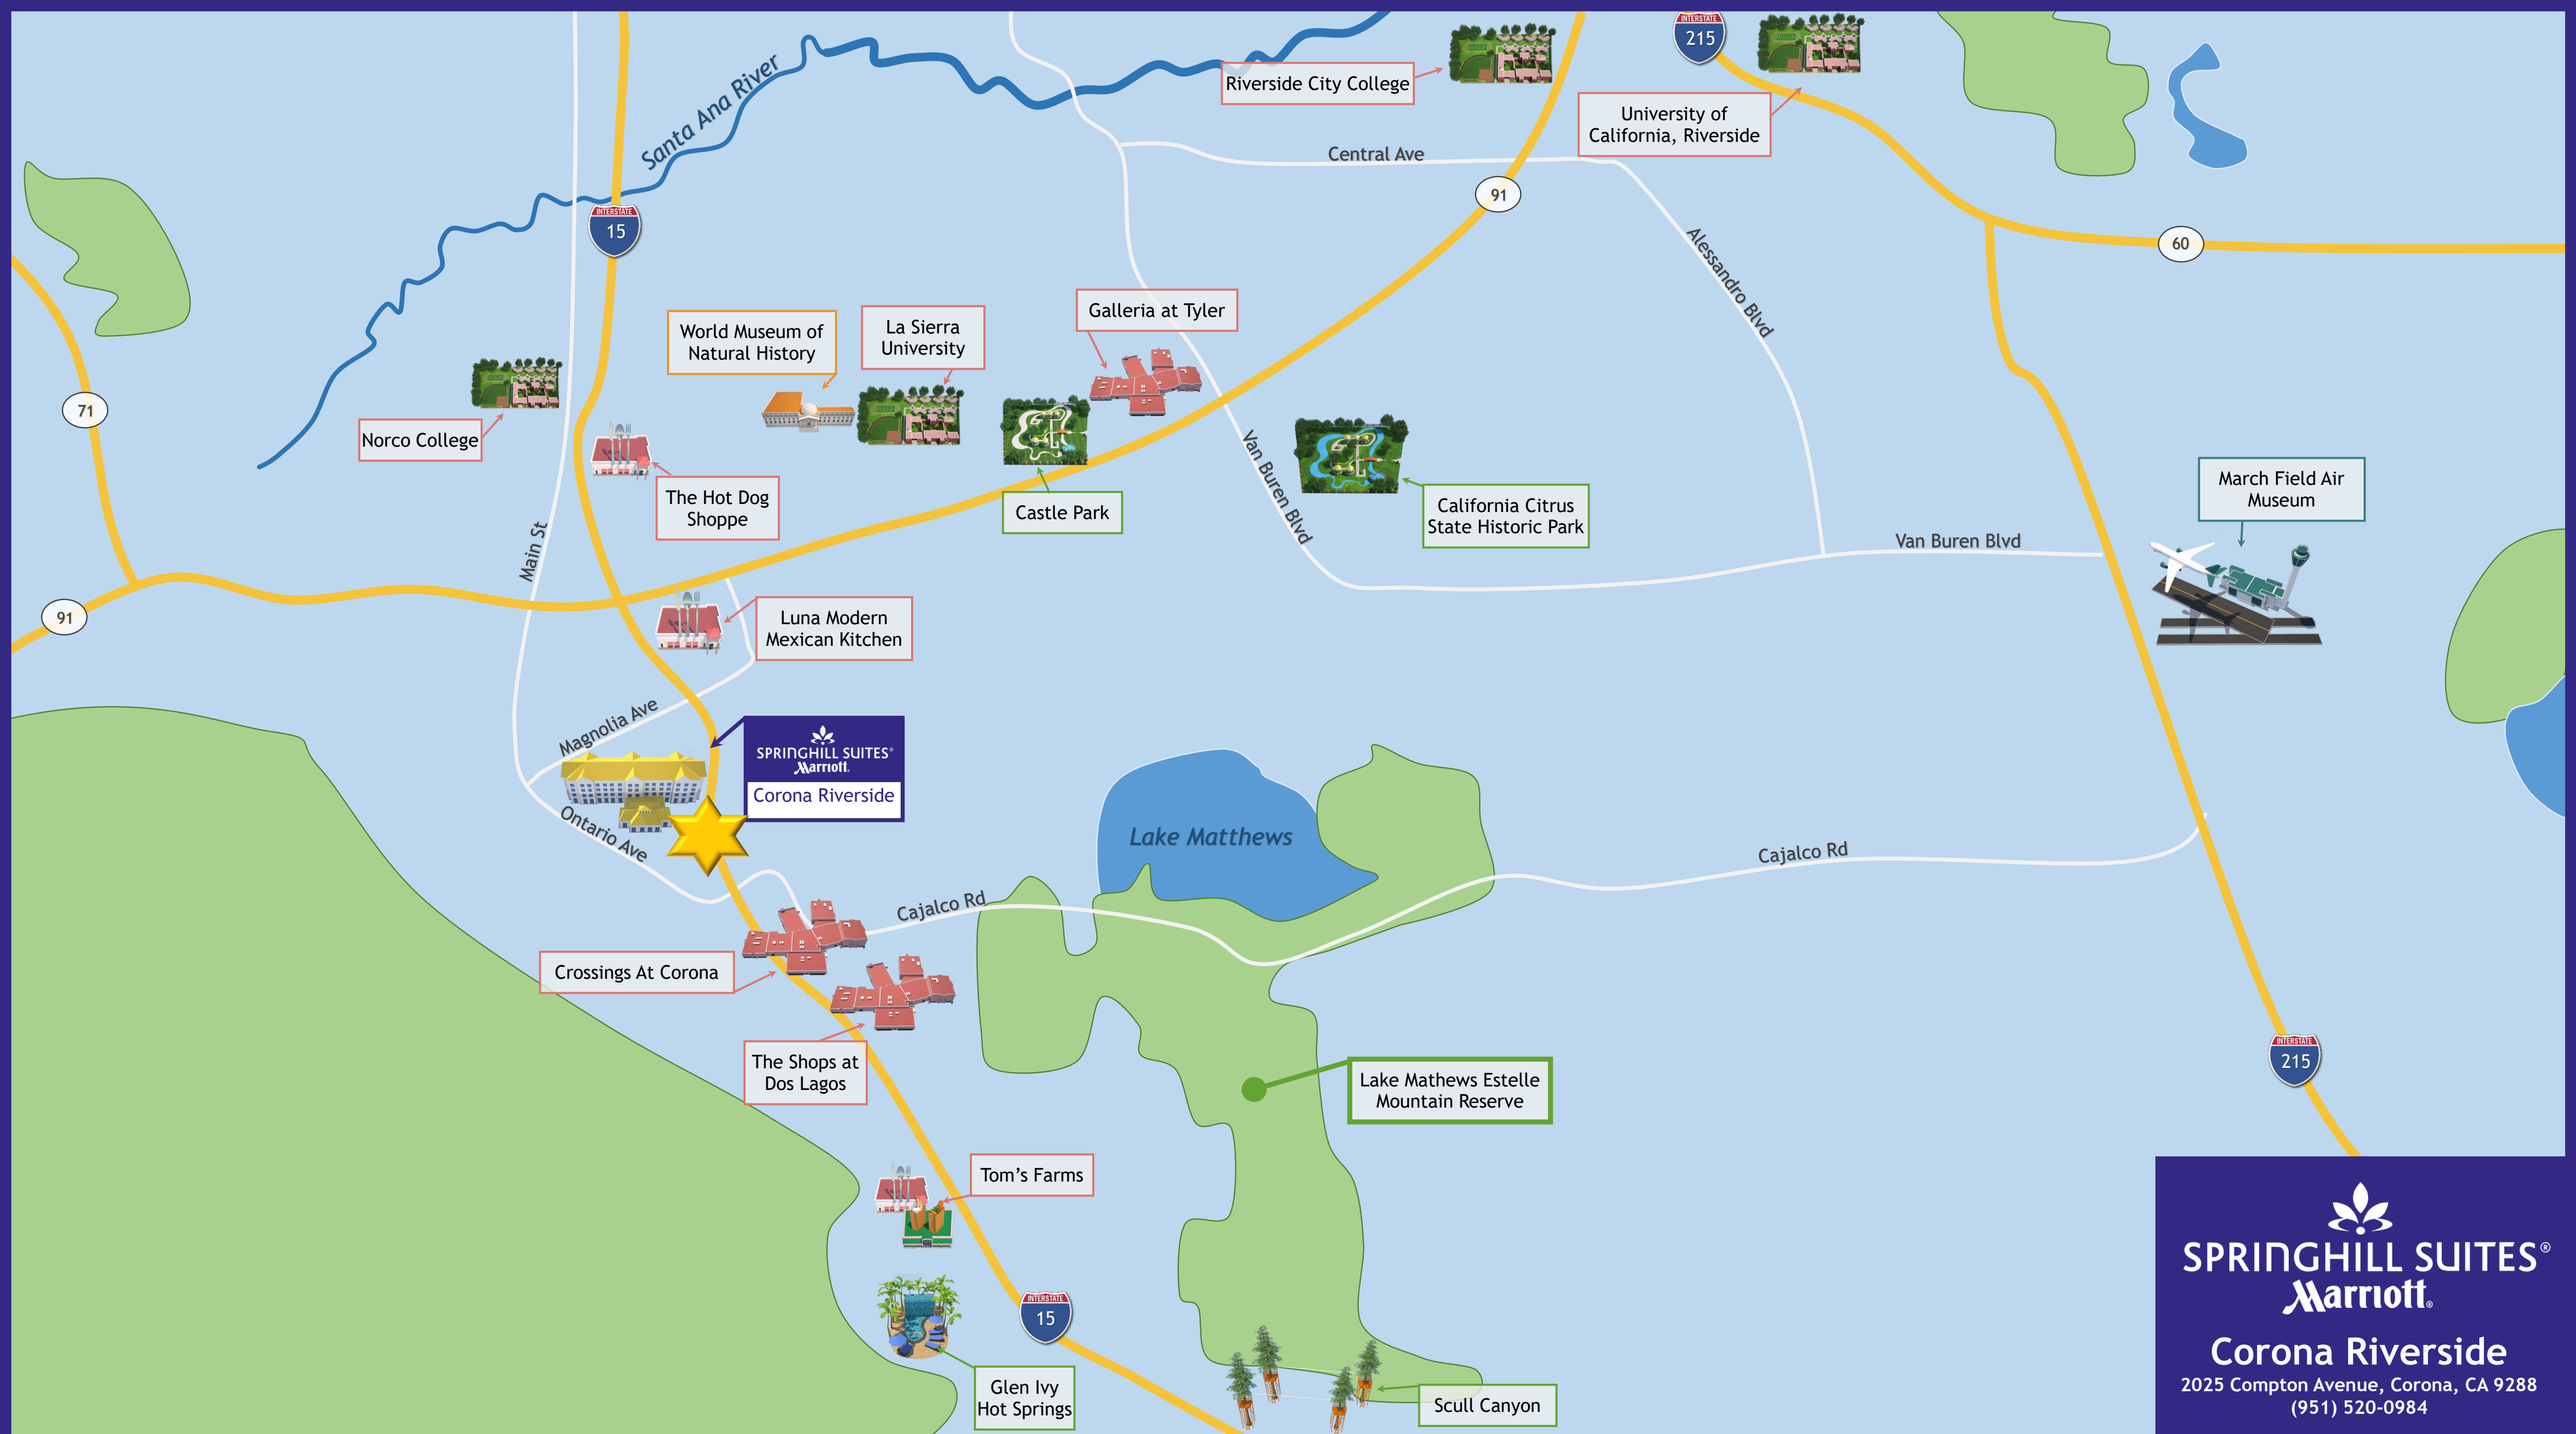 INTERSTATE
215
Riverside City College
Santa Ana River
University of
California, Riverside
Central Ave
91
INTERSTATE
15
Alessandro Blvd
60
Galleria at Tyler
World Museum of
Natural History
La Sierra
University
71
Norco College
The Hot Dog
Shoppe
Castle Park
Van Buren Blvd
California Citrus
State Historic Park
March Field Air
Museum
Main St
Van Buren Blvd
91
Luna Modern
Mexican Kitchen
Magnolia Ave
SPRINGHILL SUITES®
Marriott.
Corona Riverside
Ontario Ave
Lake Matthews
Cajalco Rd
Cajalco Rd
Crossings At Corona
The Shops at
Dos Lagos
INTERSTATE
215
Lake Mathews Estelle
Mountain Reserve
Tom's Farms
INTERSTATE
15
Glen Ivy
Hot Springs
Scull Canyon
SPRINGHILL SUITES®
Marriott®
Corona Riverside
2025 Compton Avenue, Corona, CA 9288
(951) 520-0984